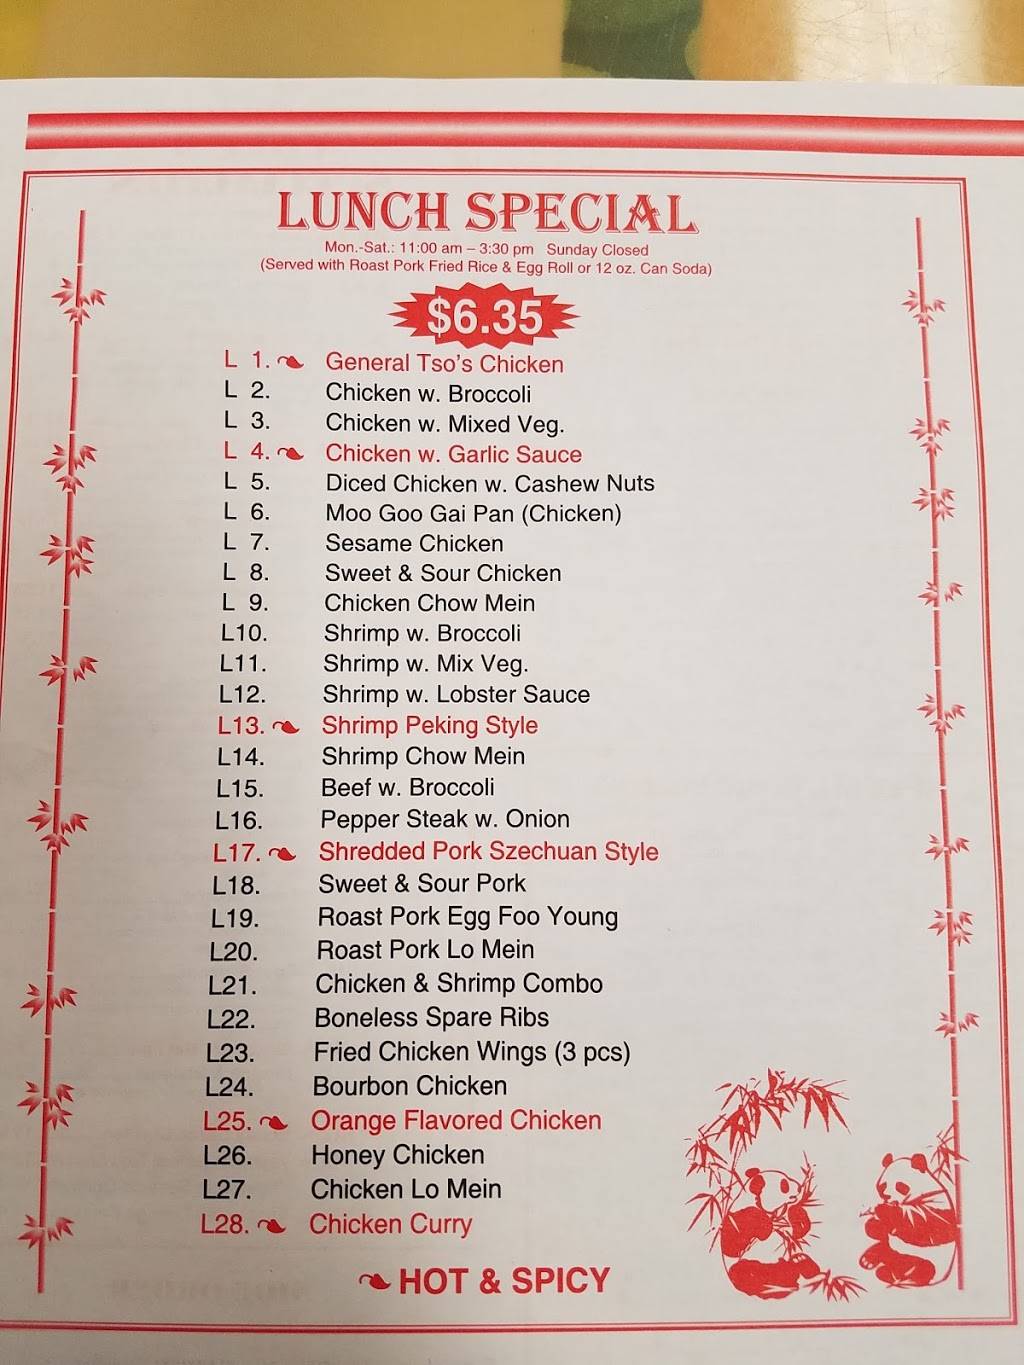 LUNCH SPECIAL
Mon.-Sat.: 11:00 am – 3:30 pm Sunday Closed
(Served with Roast Pork Fried Rice & Egg Roll or 12 oz. Can Soda)
$6.35
L 1. General Tso's Chicken
L 2. Chicken w. Broccoli
L 3. Chicken w. Mixed Veg.
L 4. Chicken w. Garlic Sauce
L 5. Diced Chicken w. Cashew Nuts
L 6. Moo Goo Gai Pan (Chicken)
L 7. Sesame Chicken
L 8. Sweet & Sour Chicken
L 9. Chicken Chow Mein
L10. Shrimp w. Broccoli
L11. Shrimp w. Mix Veg.
L12. Shrimp w. Lobster Sauce
L13. Shrimp Peking Style
L14. Shrimp Chow Mein
L15. Beef w. Broccoli
L16. Pepper Steak w. Onion
L17. Shredded Pork Szechuan Style
L18. Sweet & Sour Pork
L19. Roast Pork Egg Foo Young
L20. Roast Pork Lo Mein
L21. Chicken & Shrimp Combo
L22. Boneless Spare Ribs
L23. Fried Chicken Wings (3 pcs)
L24. Bourbon Chicken
L25. Orange Flavored Chicken
L26. Honey Chicken
L27. Chicken Lo Mein
L28. Chicken Curry
HOT & SPICY